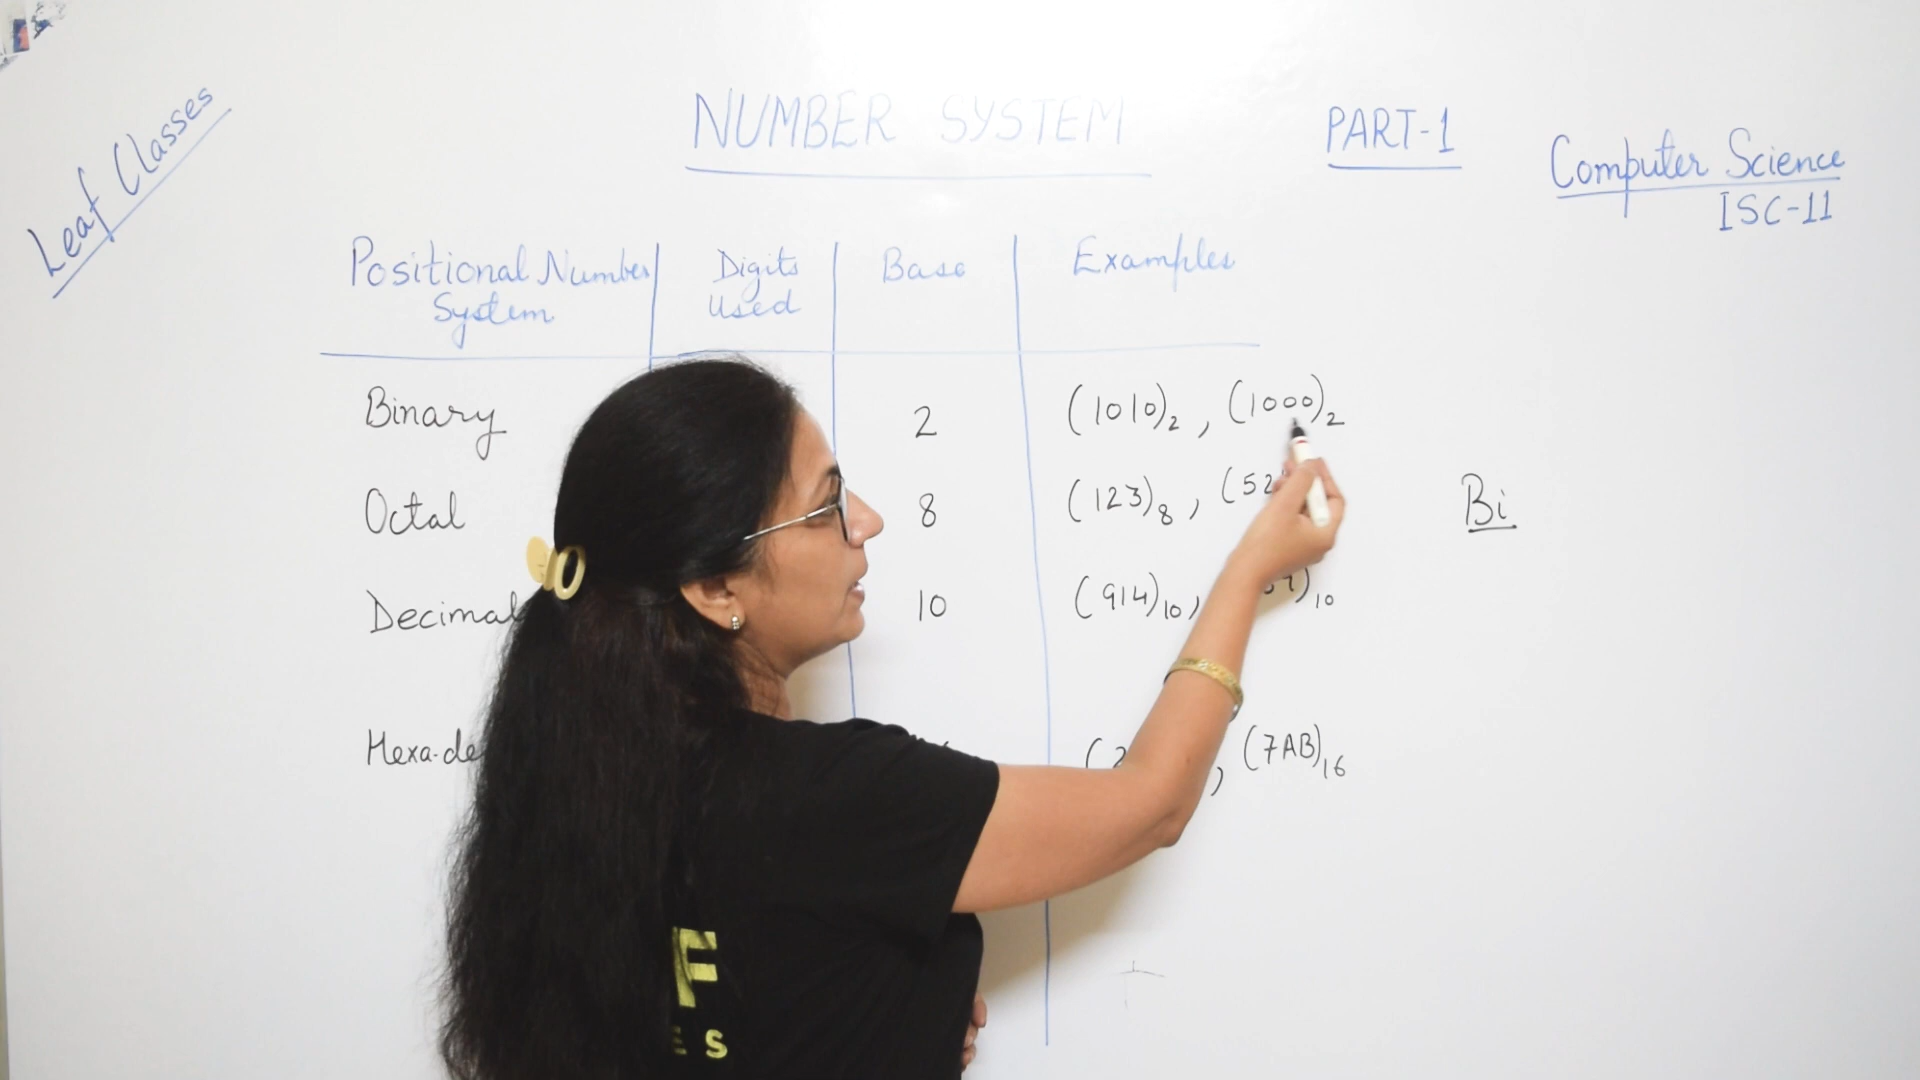 Leaf Classes
NUMBER SYSTEM
PART-1
Computer Science
ISC-11
Positional Number System
Digits Used
Base
Examples
Binary 2 (1010)₂ , (1000)₂
Octal 8 (123)₈ , (52
Decimal 10 (914)₁₀, )₁₀
Hexa-de (2 , (7AB)₁₆
Bi
F
ES